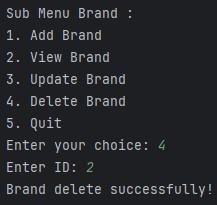 Sub Menu Brand :
1. Add Brand
2. View Brand
3. Update Brand
4. Delete Brand
5. Quit
Enter your choice: 4
Enter ID: 2
Brand delete successfully!